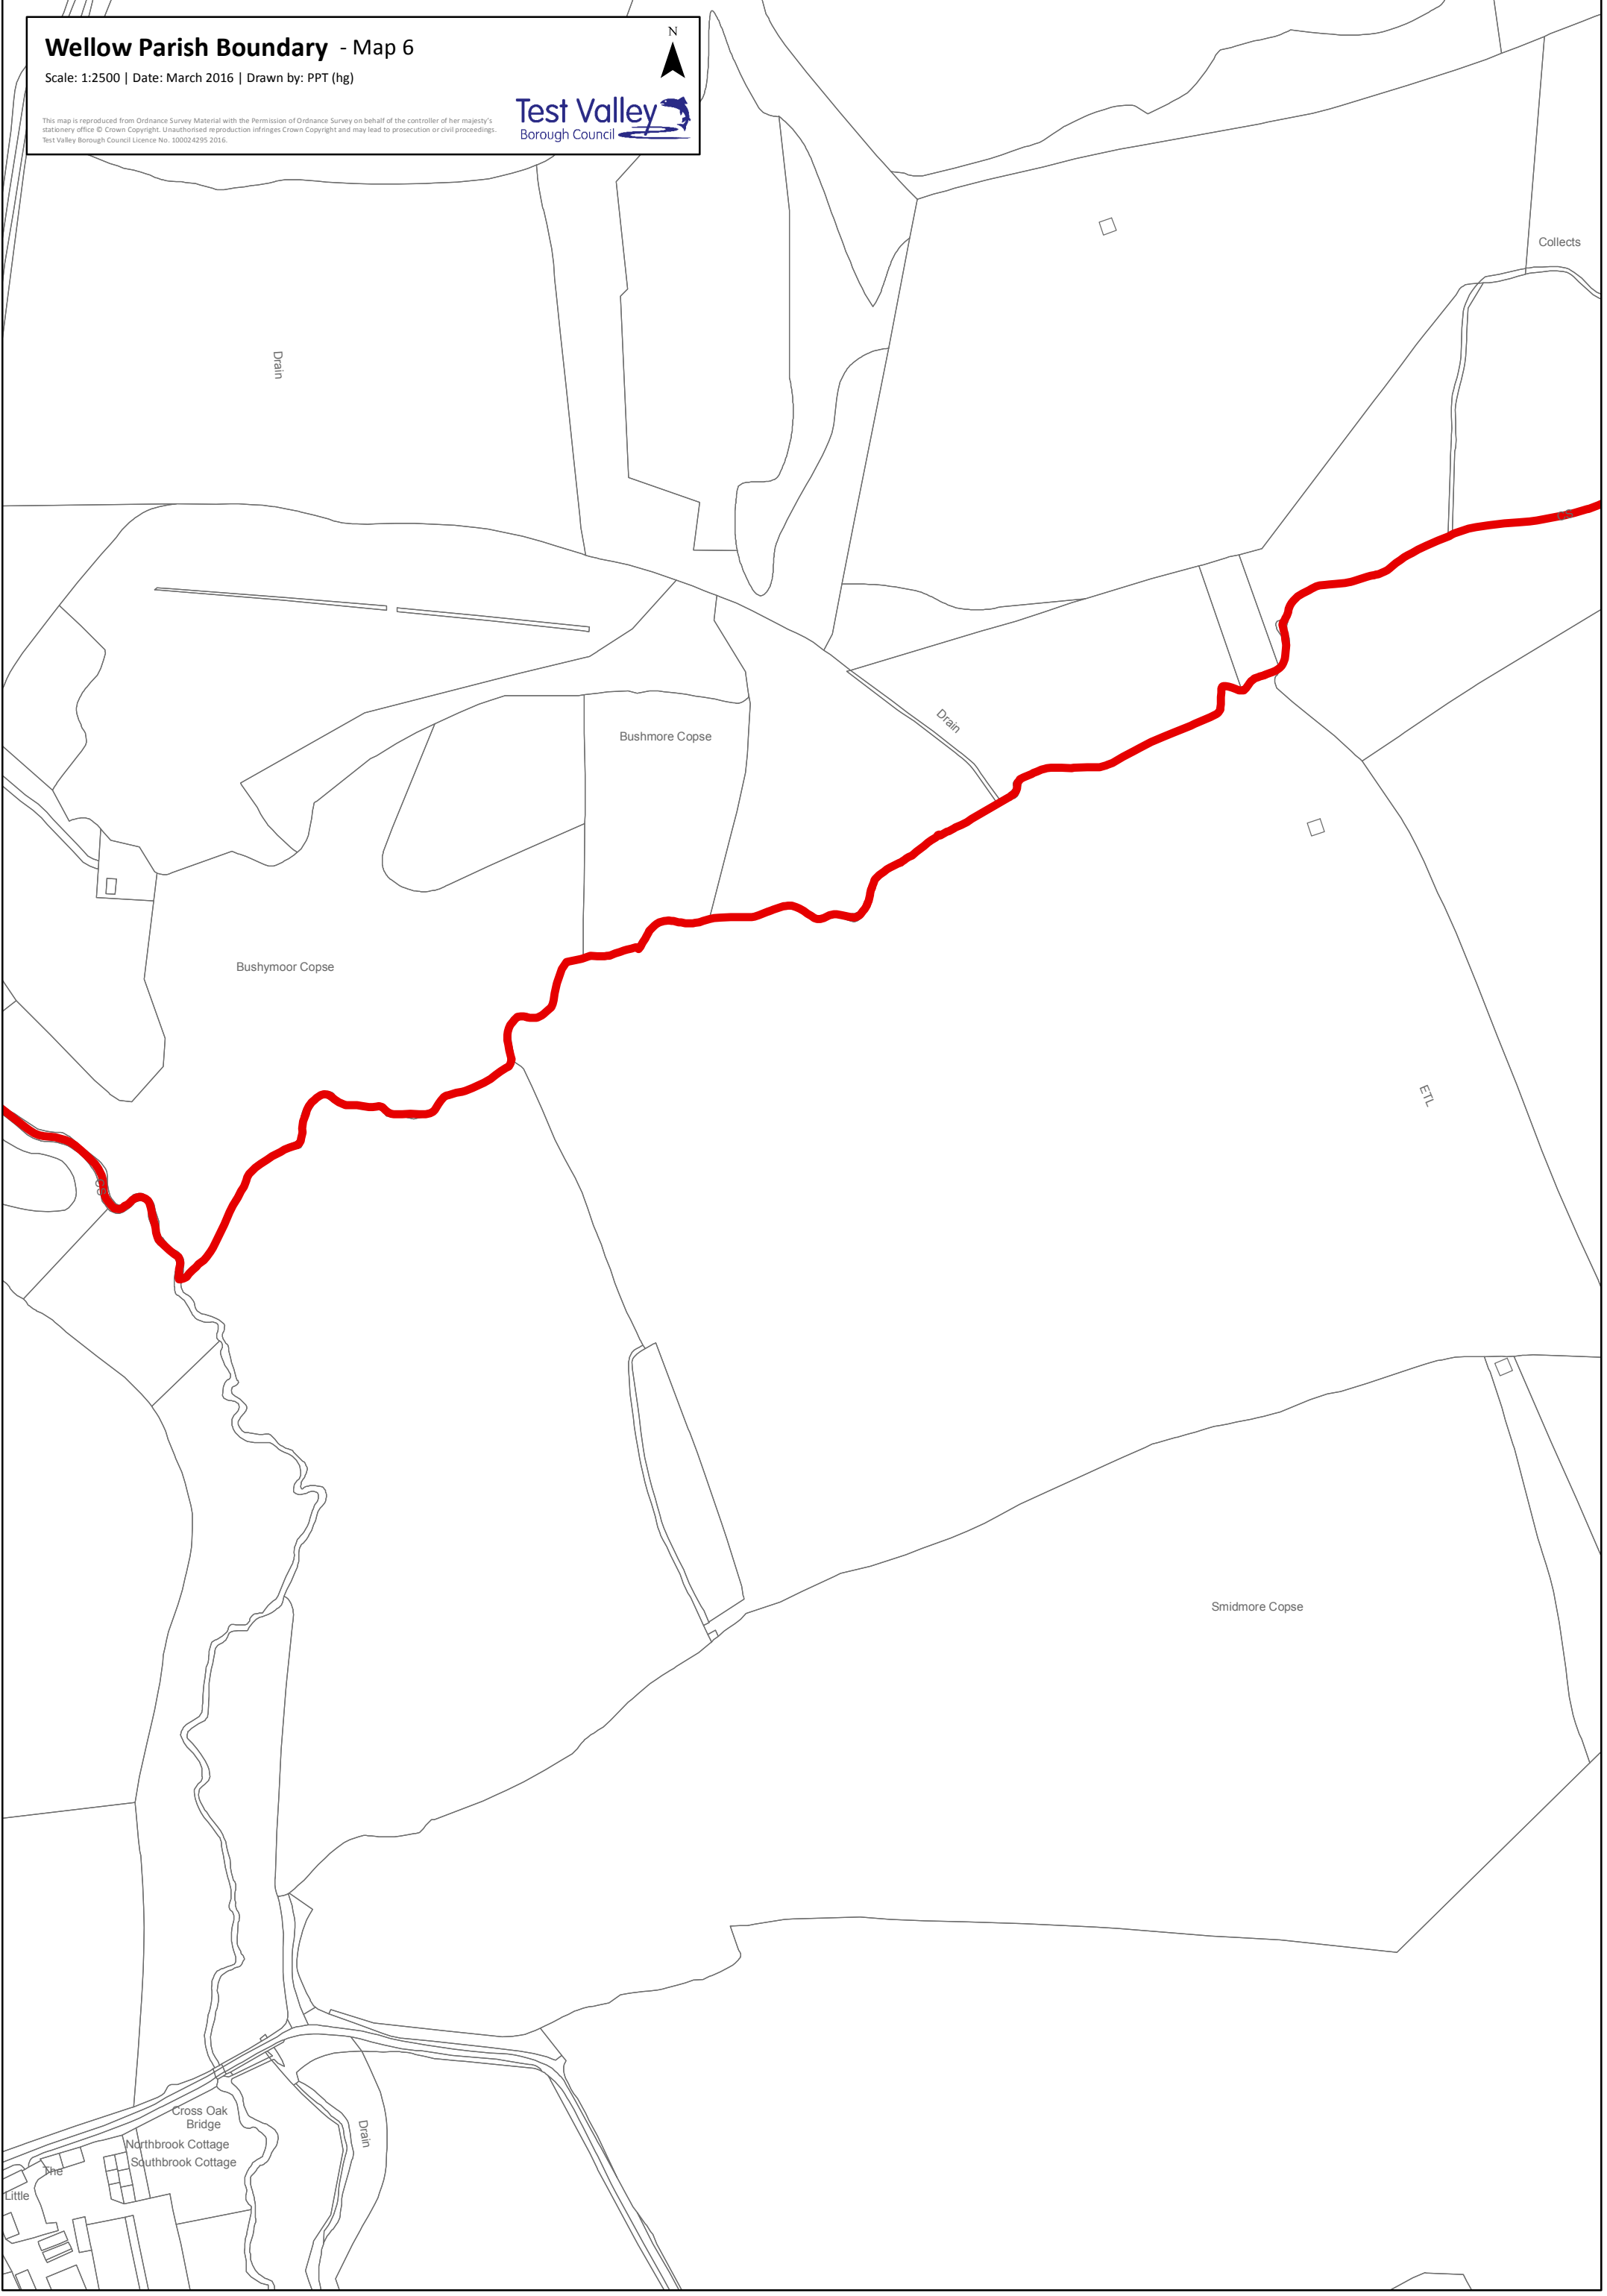 Wellow Parish Boundary - Map 6
N
Scale: 1:2500 | Date: March 2016 | Drawn by: PPT (hg)
Test Valley
Borough Council
This map is reproduced from Ordnance Survey Material with the Permission of Ordnance Survey on behalf of the controller of her majesty's
stationery office © Crown Copyright. Unauthorised reproduction infringes Crown Copyright and may lead to prosecution or civil proceedings.
Test Valley Borough Council Licence No. 100024295 2016.
Collects
Drain
CS
Drain
Bushmore Copse
Bushymoor Copse
ETL
Smidmore Copse
Cross Oak
Bridge
Drain
Northbrook Cottage
Southbrook Cottage
The
Little